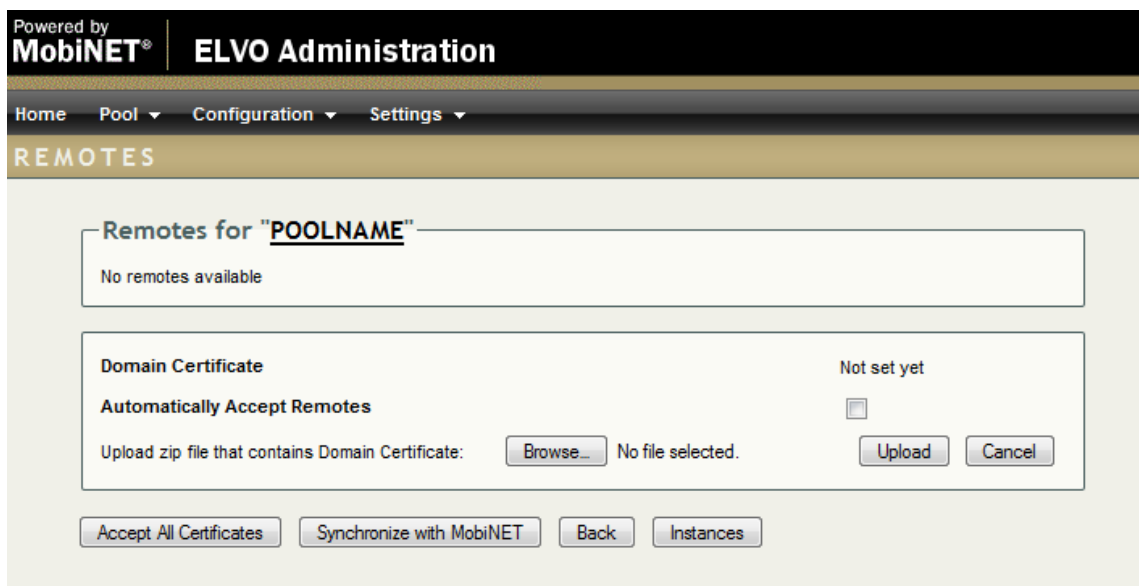 Powered by
MobiNET® ELVO Administration
Home Pool Configuration Settings
REMOTES
Remotes for "POOLNAME"
No remotes available
Domain Certificate Not set yet
Automatically Accept Remotes
Upload zip file that contains Domain Certificate: Browse... No file selected. Upload Cancel
Accept All Certificates Synchronize with MobiNET Back Instances